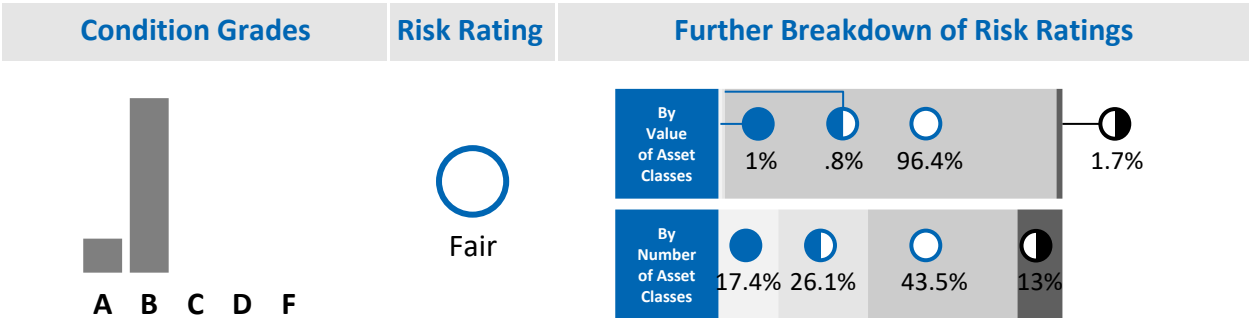 Condition Grades
Risk Rating
Further Breakdown of Risk Ratings
A B C D F
Fair
By
Value
of Asset
Classes
1% .8% 96.4% 1.7%
By
Number
of Asset
Classes
17.4% 26.1% 43.5% 13%